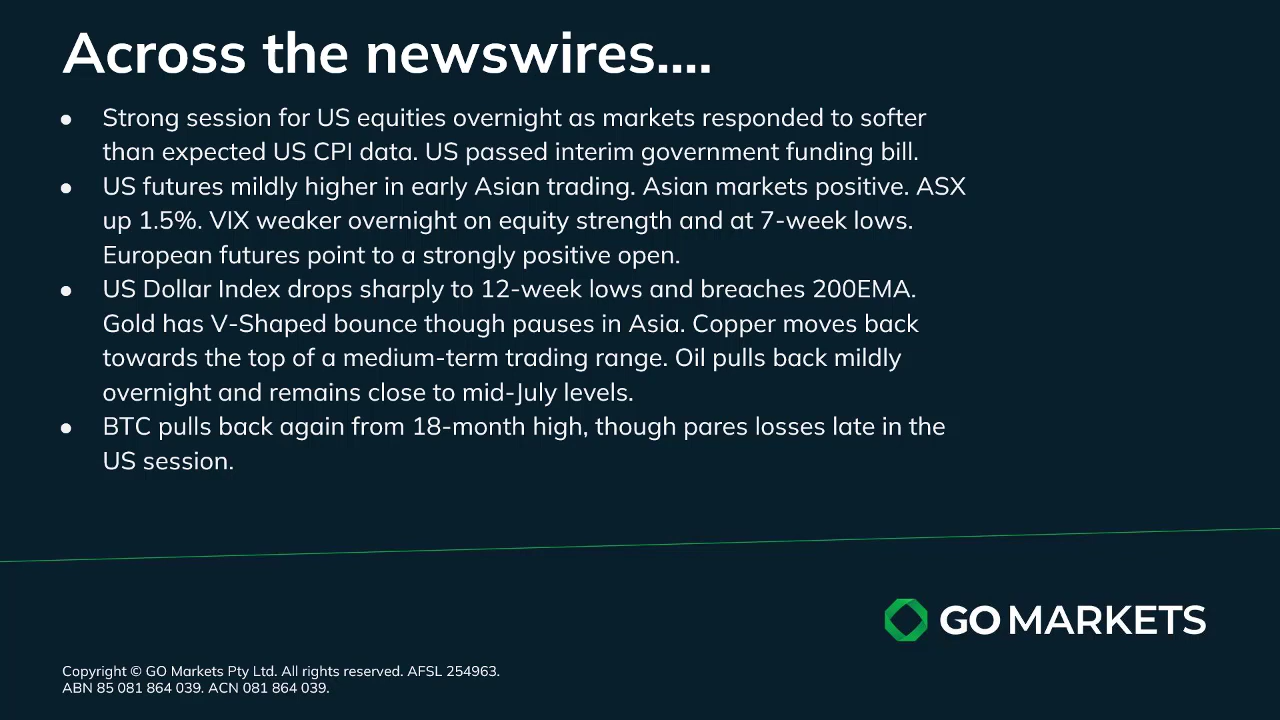 Across the newswires....
● Strong session for US equities overnight as markets responded to softer
than expected US CPI data. US passed interim government funding bill.
● US futures mildly higher in early Asian trading. Asian markets positive. ASX
up 1.5%. VIX weaker overnight on equity strength and at 7-week lows.
European futures point to a strongly positive open.
● US Dollar Index drops sharply to 12-week lows and breaches 200EMA.
Gold has V-Shaped bounce though pauses in Asia. Copper moves back
towards the top of a medium-term trading range. Oil pulls back mildly
overnight and remains close to mid-July levels.
● BTC pulls back again from 18-month high, though pares losses late in the
US session.
GO MARKETS
Copyright © GO Markets Pty Ltd. All rights reserved. AFSL 254963.
ABN 85 081 864 039. ACN 081 864 039.